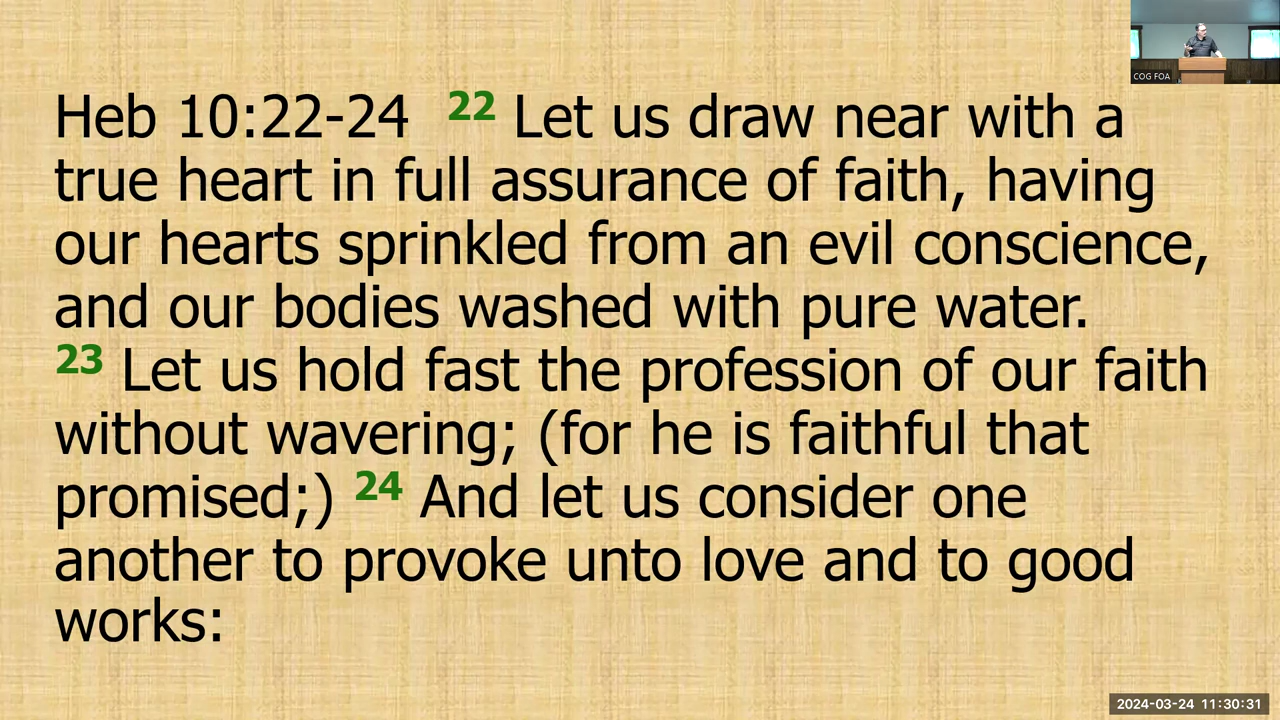 COG FOA
Heb 10:22-24 22 Let us draw near with a
true heart in full assurance of faith, having
our hearts sprinkled from an evil conscience,
and our bodies washed with pure water.
23 Let us hold fast the profession of our faith
without wavering; (for he is faithful that
promised;) 24 And let us consider one
another to provoke unto love and to good
works:
2024-03-24 11:30:31